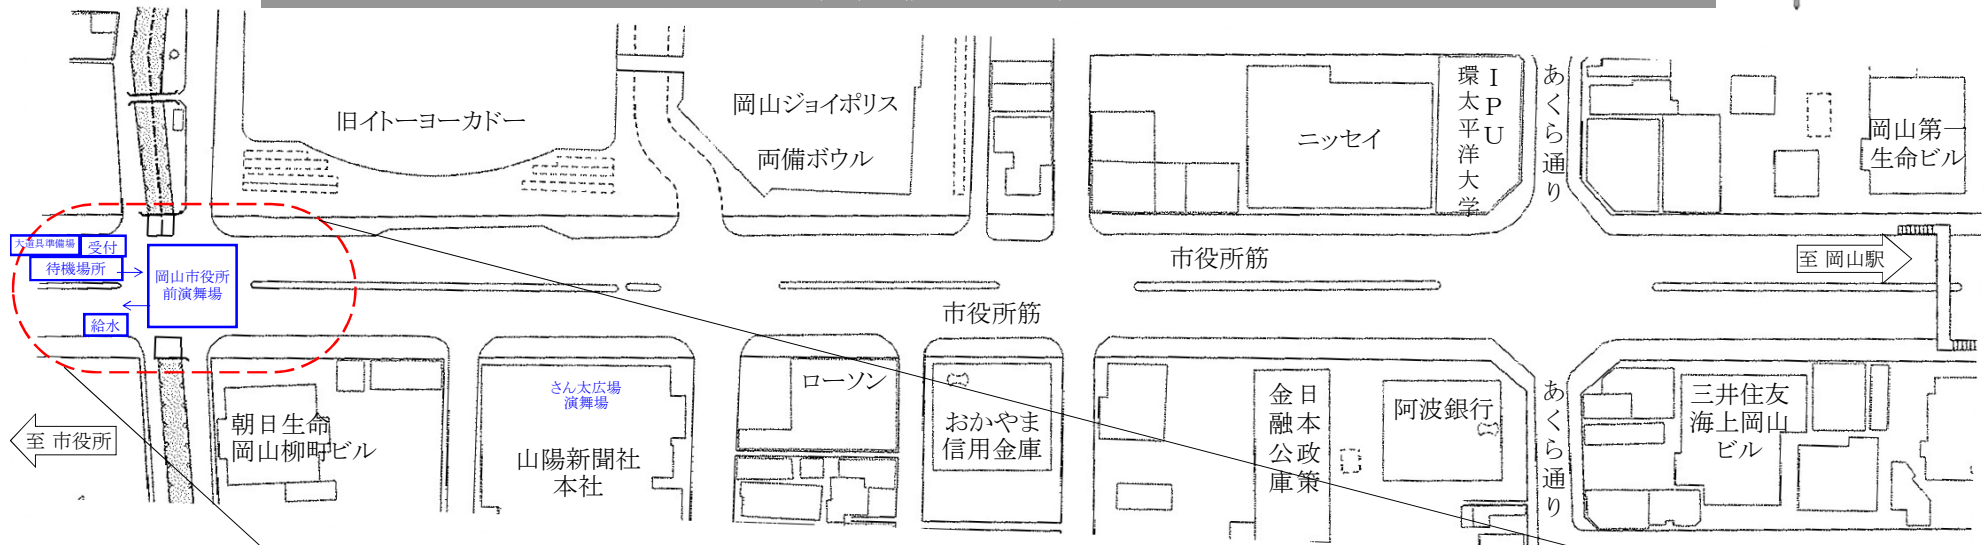 旧イトーヨーカドー
岡山ジョイポリス
両備ボウル
ニッセイ
IPU
環太平洋大学
あくら通り
岡山第一
生命ビル
大道具準備場
受付
待機場所
岡山市役所
前演舞場
給水
市役所筋
至 岡山駅
市役所筋
至 市役所
朝日生命
岡山柳町ビル
さん太広場
演舞場
山陽新聞社
本社
ローソン
おかやま
信用金庫
日本政策
金融公庫
阿波銀行
あくら通り
三井住友
海上岡山
ビル